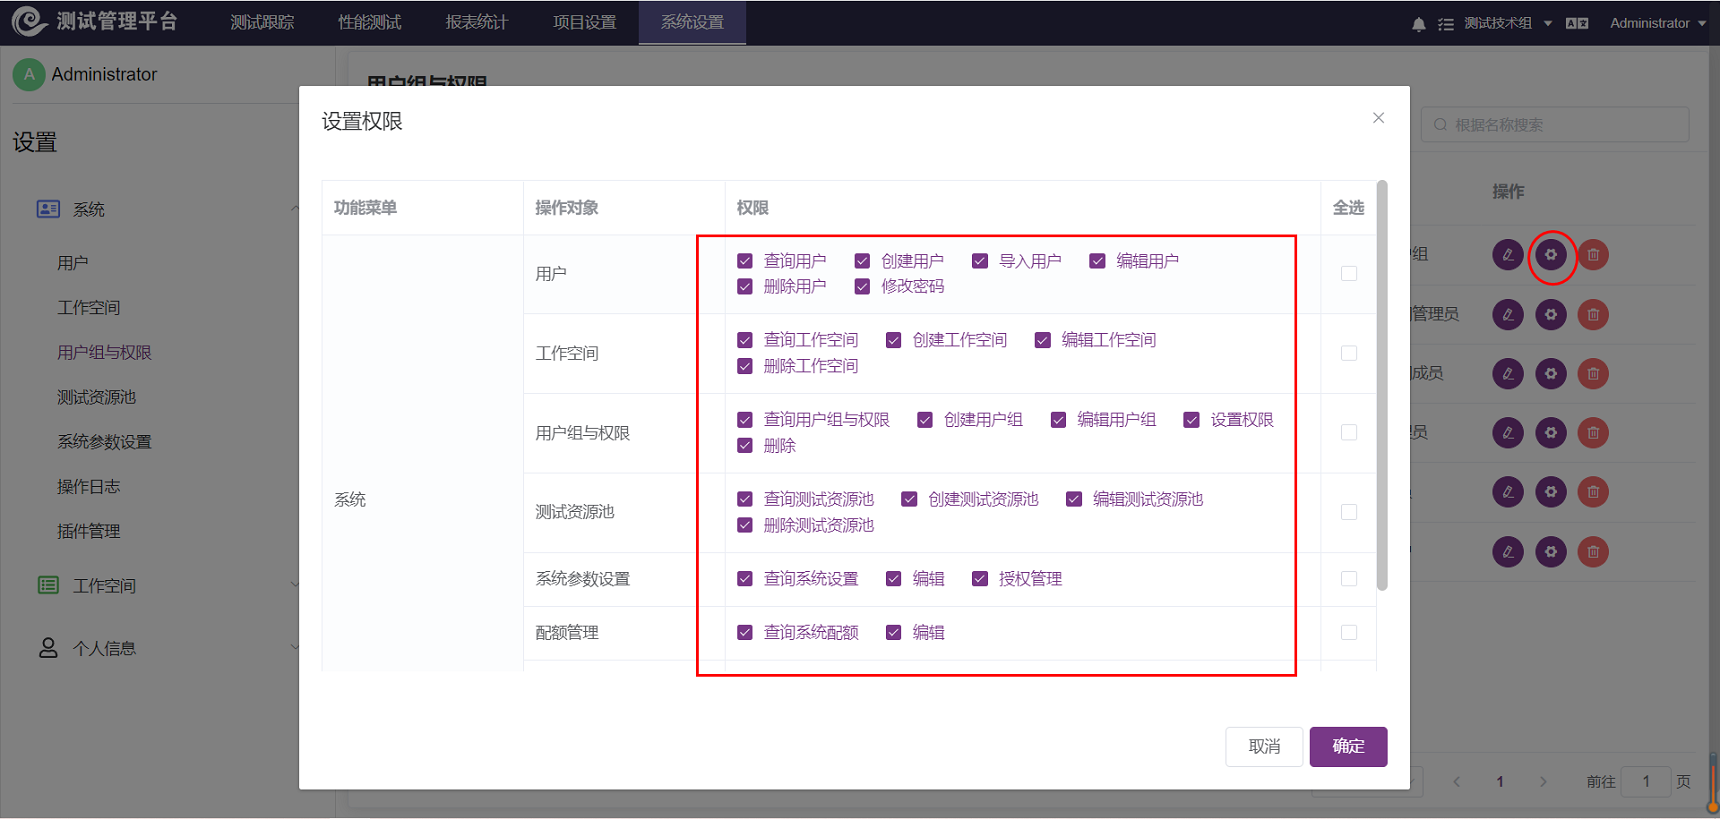 测试管理平台 测试跟踪 性能测试 报表统计 项目设置 系统设置 测试技术组 Administrator
A Administrator
用户组与权限
设置权限
设置
根据名称搜索
功能菜单 操作对象 权限 全选
操作
系统
用户
工作空间
用户组与权限
测试资源池
系统参数设置
操作日志
插件管理
工作空间
个人信息
系统
用户
查询用户 创建用户 导入用户 编辑用户
删除用户 修改密码
工作空间
查询工作空间 创建工作空间 编辑工作空间
删除工作空间
用户组与权限
查询用户组与权限 创建用户组 编辑用户组 设置权限
删除
测试资源池
查询测试资源池 创建测试资源池 编辑测试资源池
删除测试资源池
系统参数设置
查询系统设置 编辑 授权管理
配额管理
查询系统配额 编辑
组
管理员
成员
员
取消 确定
1 前往 1 页